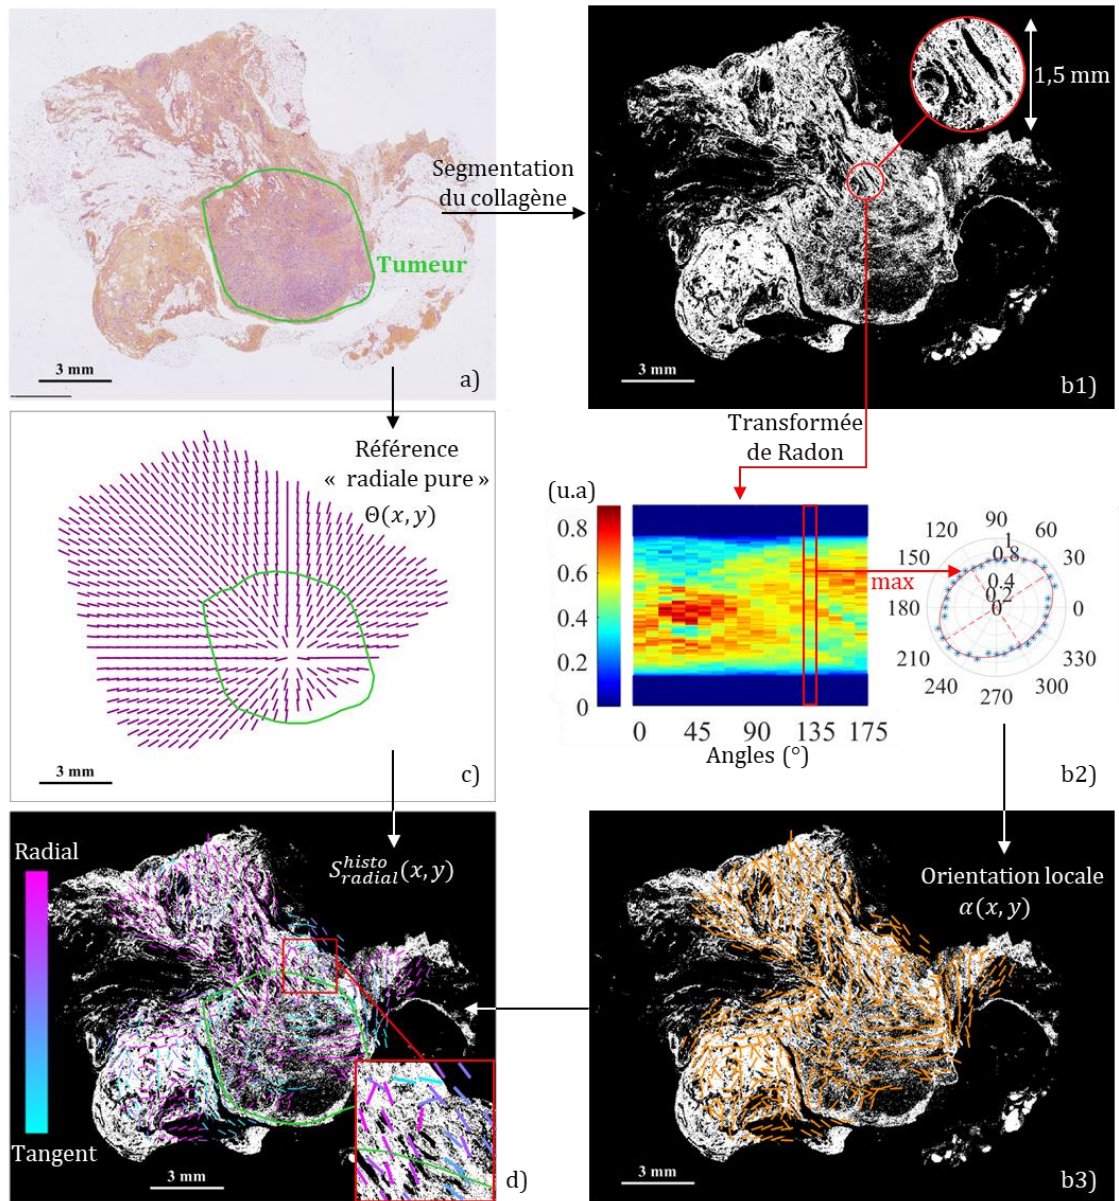 Segmentation
du collagène
Tumeur
3 mm
a)
1,5 mm
3 mm
b1)
Référence
« radiale pure »
Θ(x, y)
3 mm
c)
Transformée
de Radon
(u.a)
0.8
0.6
0.4
0.2
0
0 45 90 135 175
Angles (°)
max
90
120 60
150 30
180 0
210 330
240 300
270
1
0.8
0.4
0.2
0
b2)
Radial
Tangent
S_{radial}^{histo}(x, y)
3 mm
d)
Orientation locale
α(x, y)
3 mm
b3)